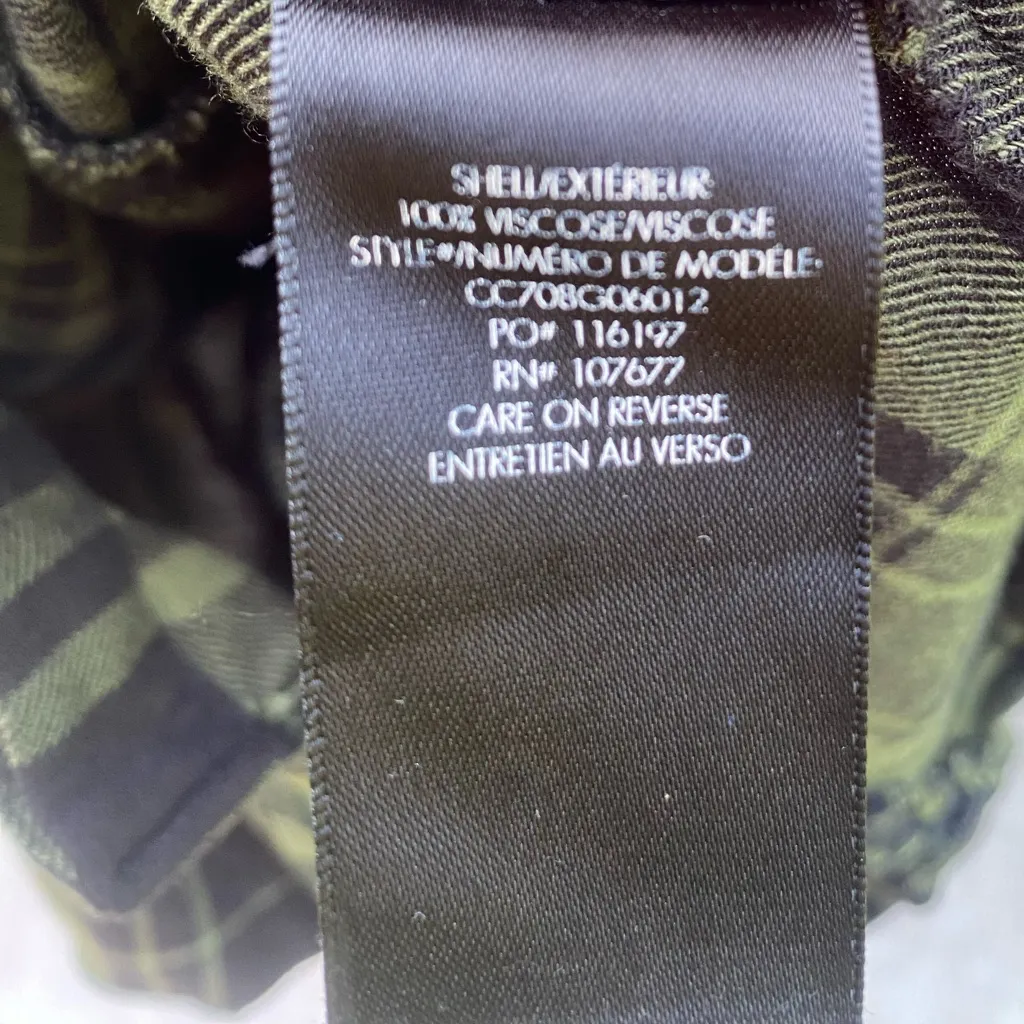 SHELL/EXTÉRIEUR:
100% VISCOSE/VISCOSE
STYLE#/NUMÉRO DE MODÉLE:
CC708G06012
PO# 116197
RN# 107677
CARE ON REVERSE
ENTRETIEN AU VERSO